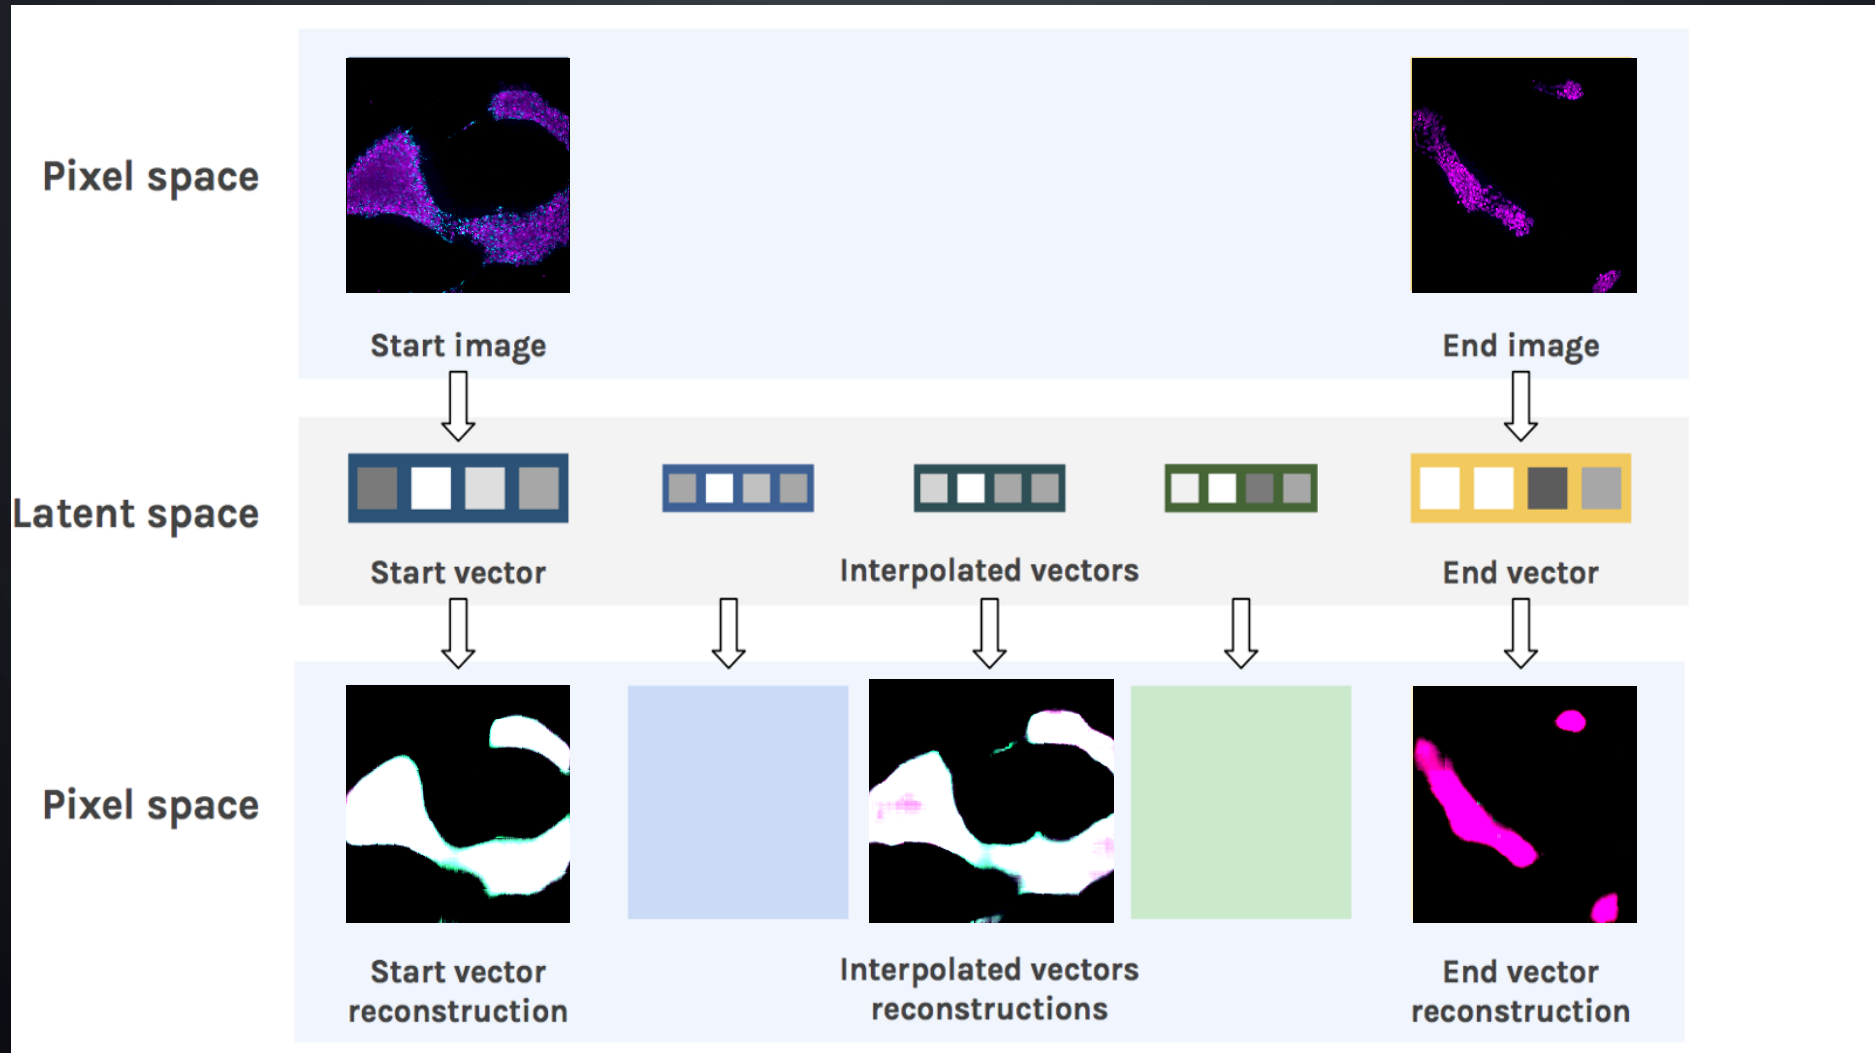 Pixel space
Start image
End image
Latent space
Start vector
Interpolated vectors
End vector
Pixel space
Start vector
reconstruction
Interpolated vectors
reconstructions
End vector
reconstruction